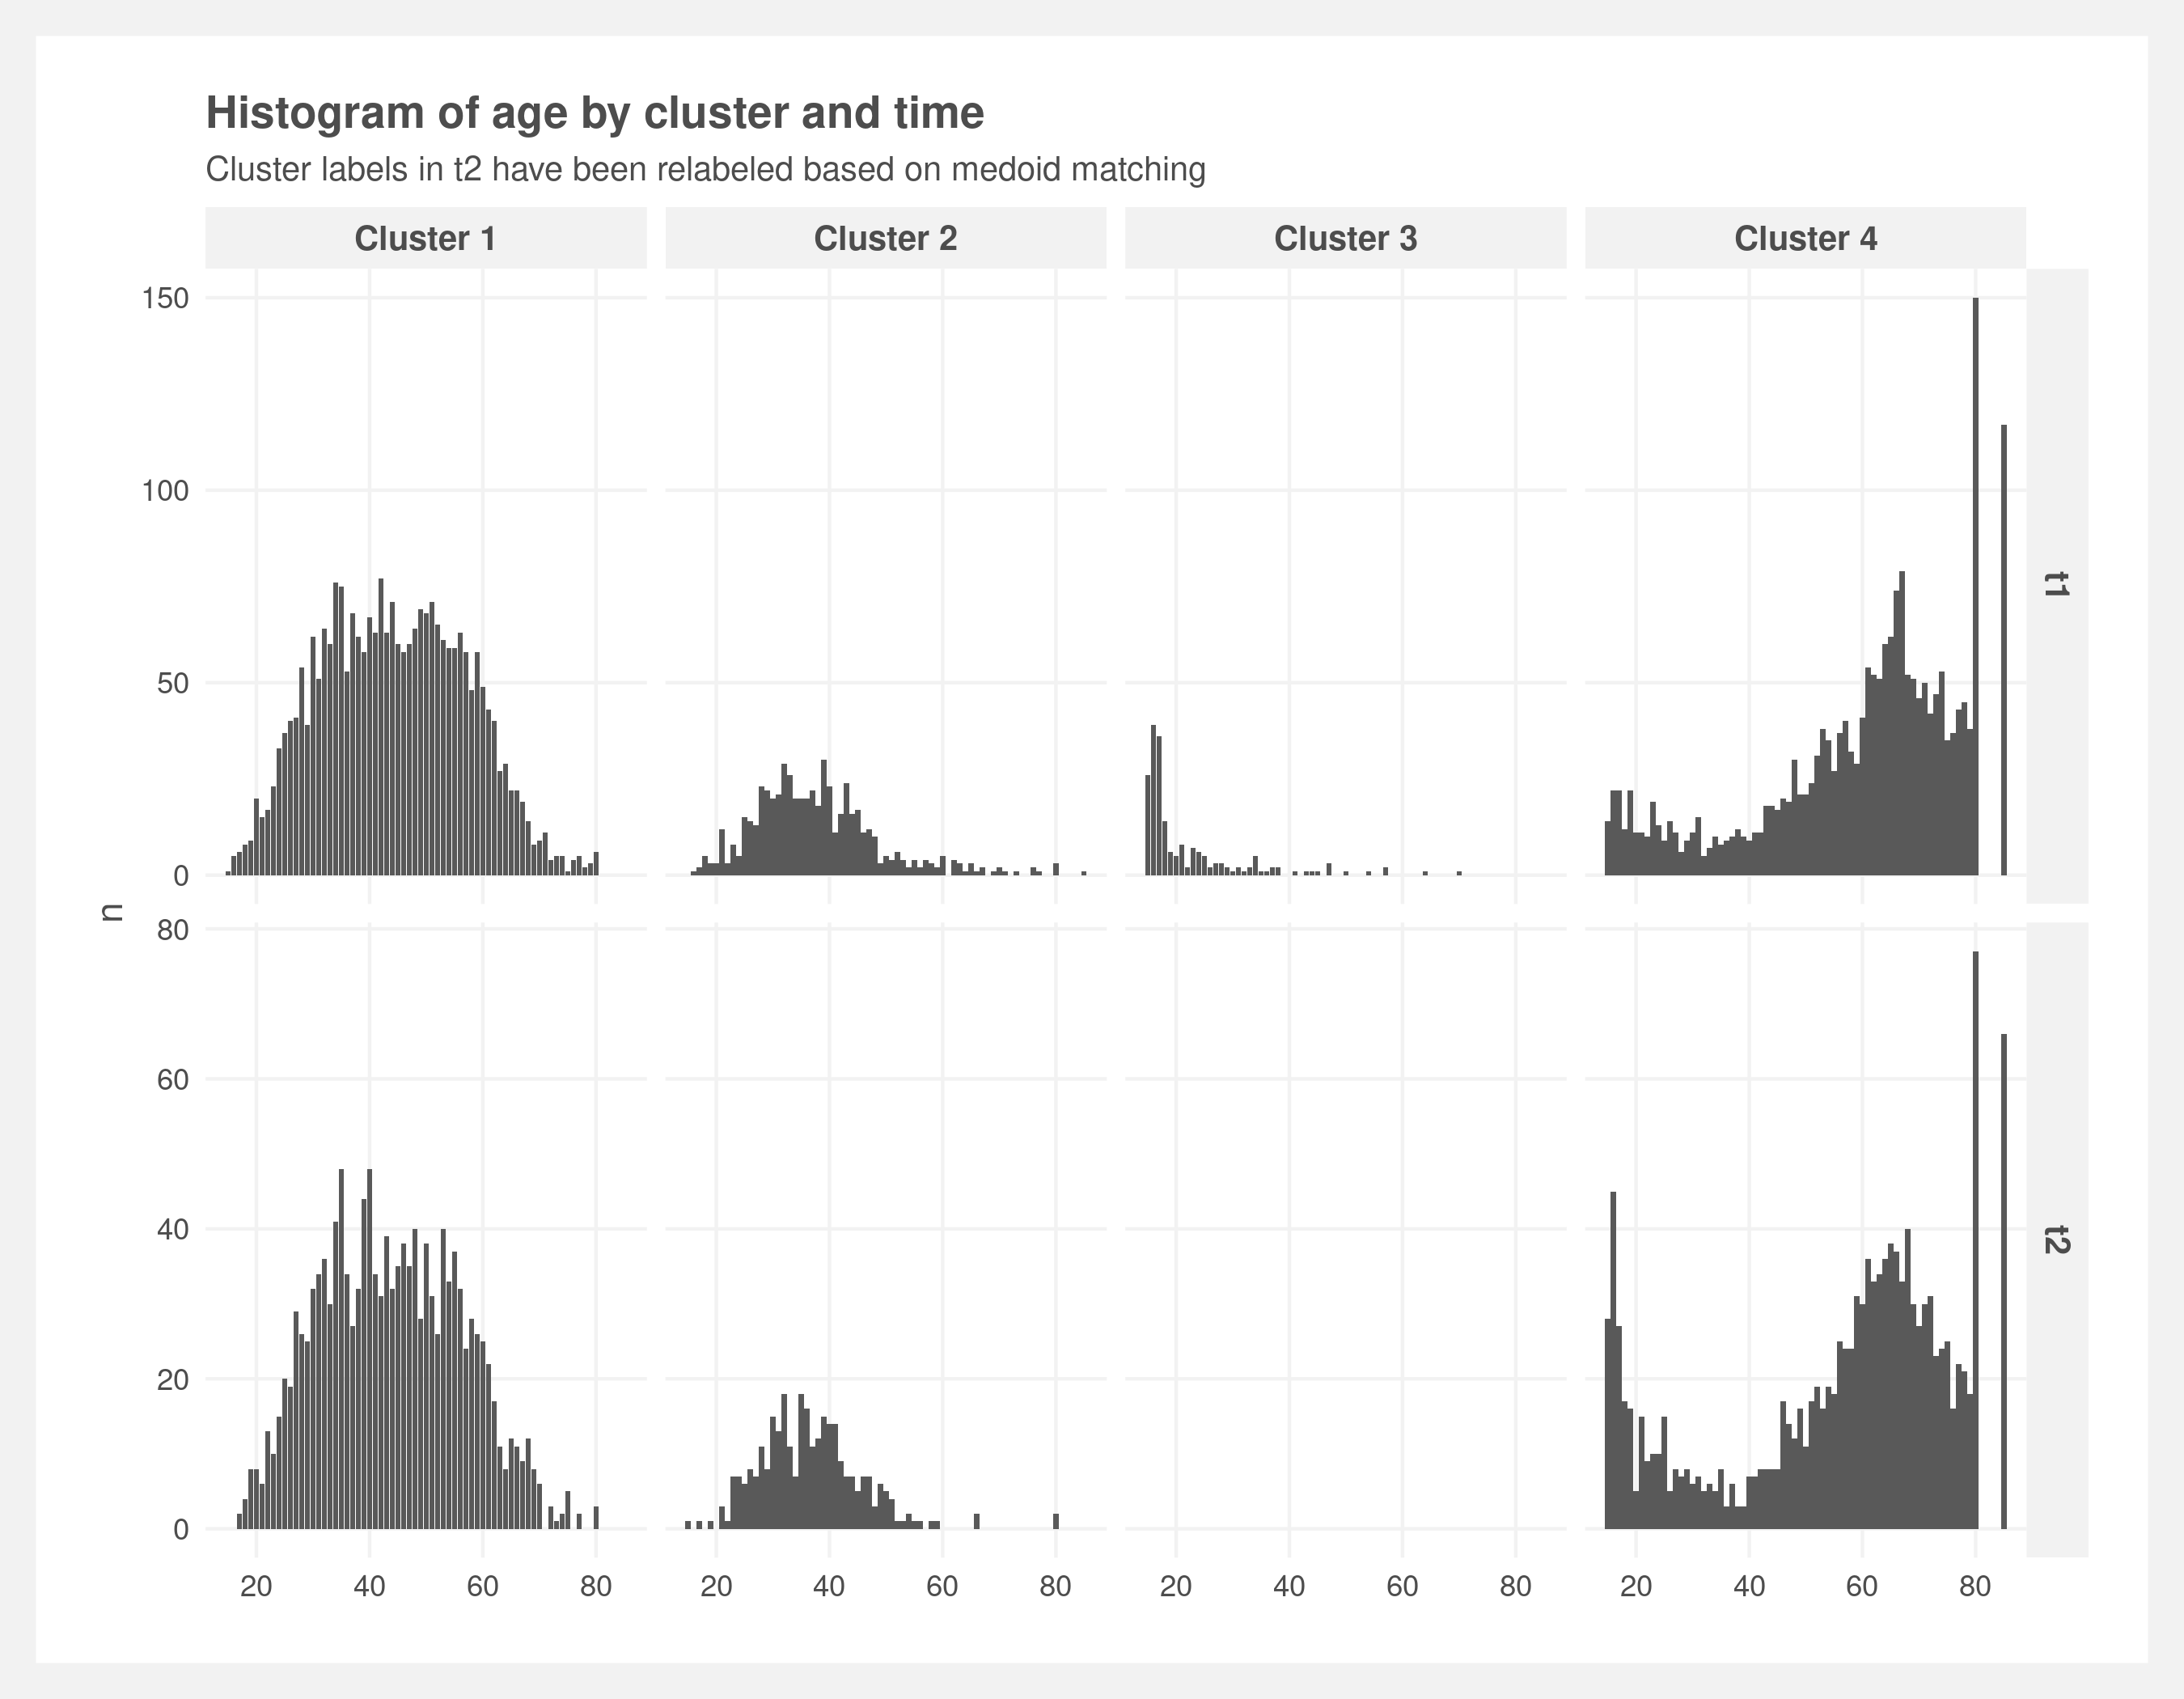 Histogram of age by cluster and time
Cluster labels in t2 have been relabeled based on medoid matching
Cluster 1 Cluster 2 Cluster 3 Cluster 4
150
100
50
0
t1
n
80
60
40
20
0
t2
20 40 60 80 20 40 60 80 20 40 60 80 20 40 60 80